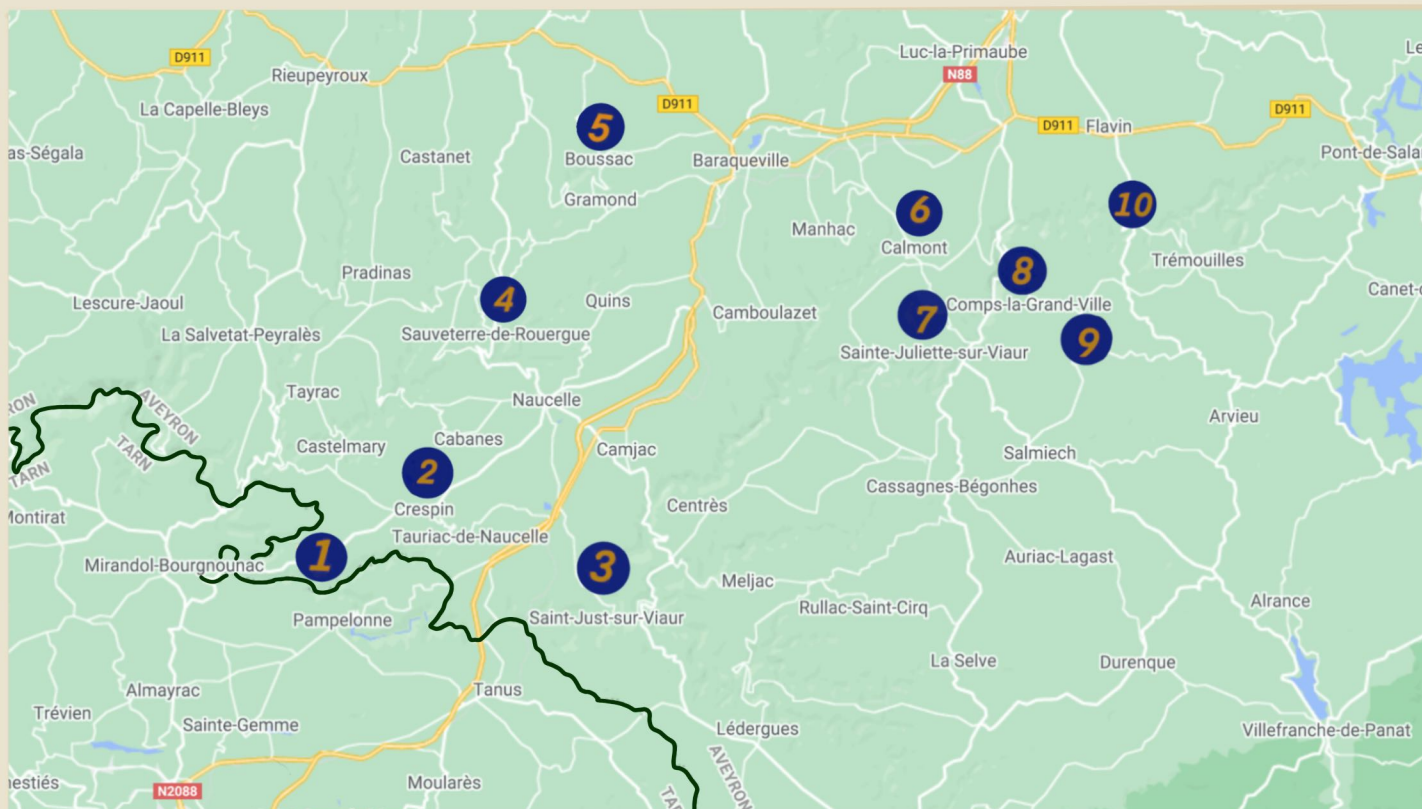 Luc-la-Primaube
Le
D911
Rieupeyroux
N88
La Capelle-Bleys
D911
D911
5
D911
Flavin
as-Ségala
Castanet
Boussac
Baraqueville
Pont-de-Sala
Gramond
6
10
Manhac
Calmont
Trémouilles
Pradinas
8
Canet-
Lescure-Jaoul
4
Quins
Comps-la-Grand-Ville
Camboulazet
7
La Salvetat-Peyralès
Sauveterre-de-Rouergue
9
Sainte-Juliette-sur-Viaur
Tayrac
Naucelle
RON
AVEYRON
Arvieu
TARN
Castelmary
Cabanes
Camjac
Salmiech
TARN
2
Cassagnes-Bégonhes
Crespin
Centrès
Montirat
Tauriac-de-Naucelle
1
Mirandol-Bourgnounac
3
Auriac-Lagast
Meljac
Alrance
Pampelonne
Saint-Just-sur-Viaur
Rullac-Saint-Cirq
La Selve
Durenque
Almayrac
Tanus
Trévien
Sainte-Gemme
Lédergues
Villefranche-de-Panat
nestiés
Moularès
AVEYRON
N2088
TAR